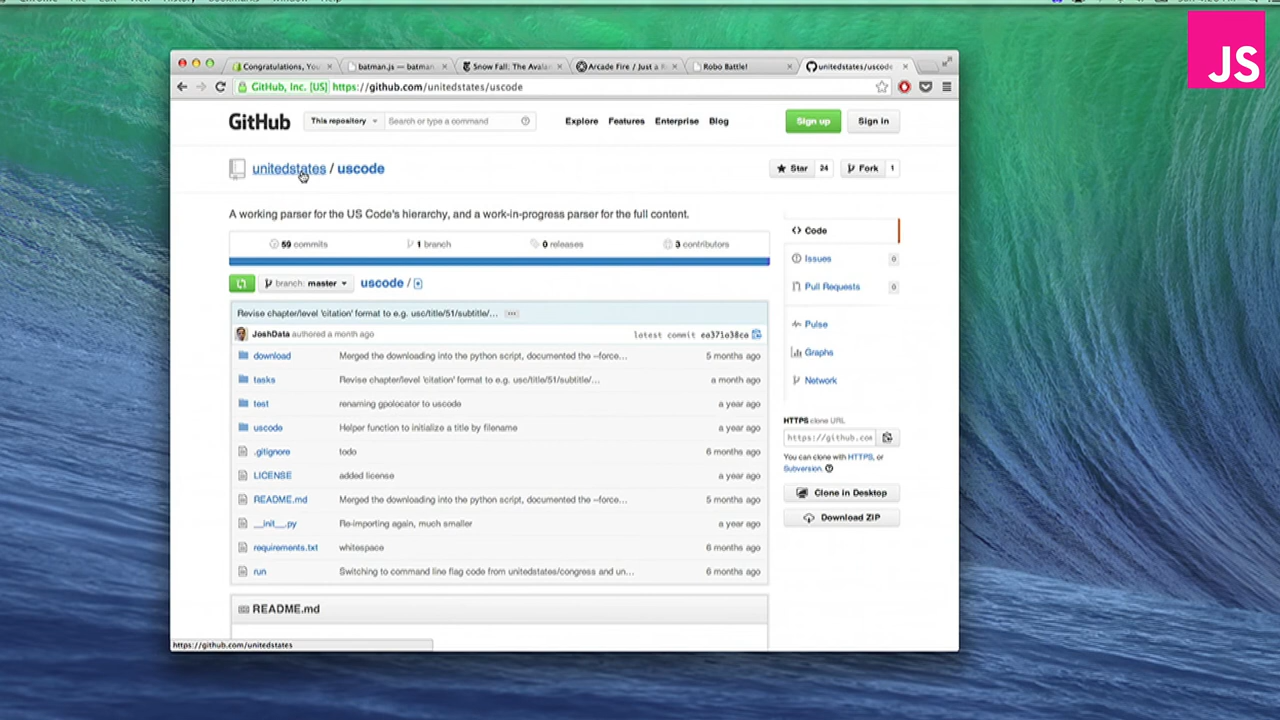 JS
Congratulations, You
batman.js — batman
Snow Fall: The Avala
Arcade Fire / Just a R
Robo Battle!
unitedstates/uscode
GitHub, Inc. [US] https://github.com/unitedstates/uscode
GitHub
This repository
Search or type a command
Explore Features Enterprise Blog
Sign up
Sign in
unitedstates / uscode
Star 24
Fork 1
A working parser for the US Code's hierarchy, and a work-in-progress parser for the full content.
59 commits
1 branch
0 releases
3 contributors
branch: master
uscode /
Revise chapter/level 'citation' format to e.g. usc/title/51/subtitle/…
JoshData authored a month ago
latest commit ea371e38ca
download Merged the downloading into the python script, documented the --force… 5 months ago
tasks Revise chapter/level 'citation' format to e.g. usc/title/51/subtitle/… a month ago
test renaming gpolocator to uscode a year ago
uscode Helper function to initialize a title by filename a year ago
.gitignore todo 6 months ago
LICENSE added license a year ago
README.md Merged the downloading into the python script, documented the --force… 5 months ago
__init__.py Re-importing again, much smaller a year ago
requirements.txt whitespace 6 months ago
run Switching to command line flag code from unitedstates/congress and un… 6 months ago
README.md
Code
Issues 0
Pull Requests 0
Pulse
Graphs
Network
HTTPS clone URL
https://github.com
You can clone with HTTPS, or
Subversion.
Clone in Desktop
Download ZIP
https://github.com/unitedstates